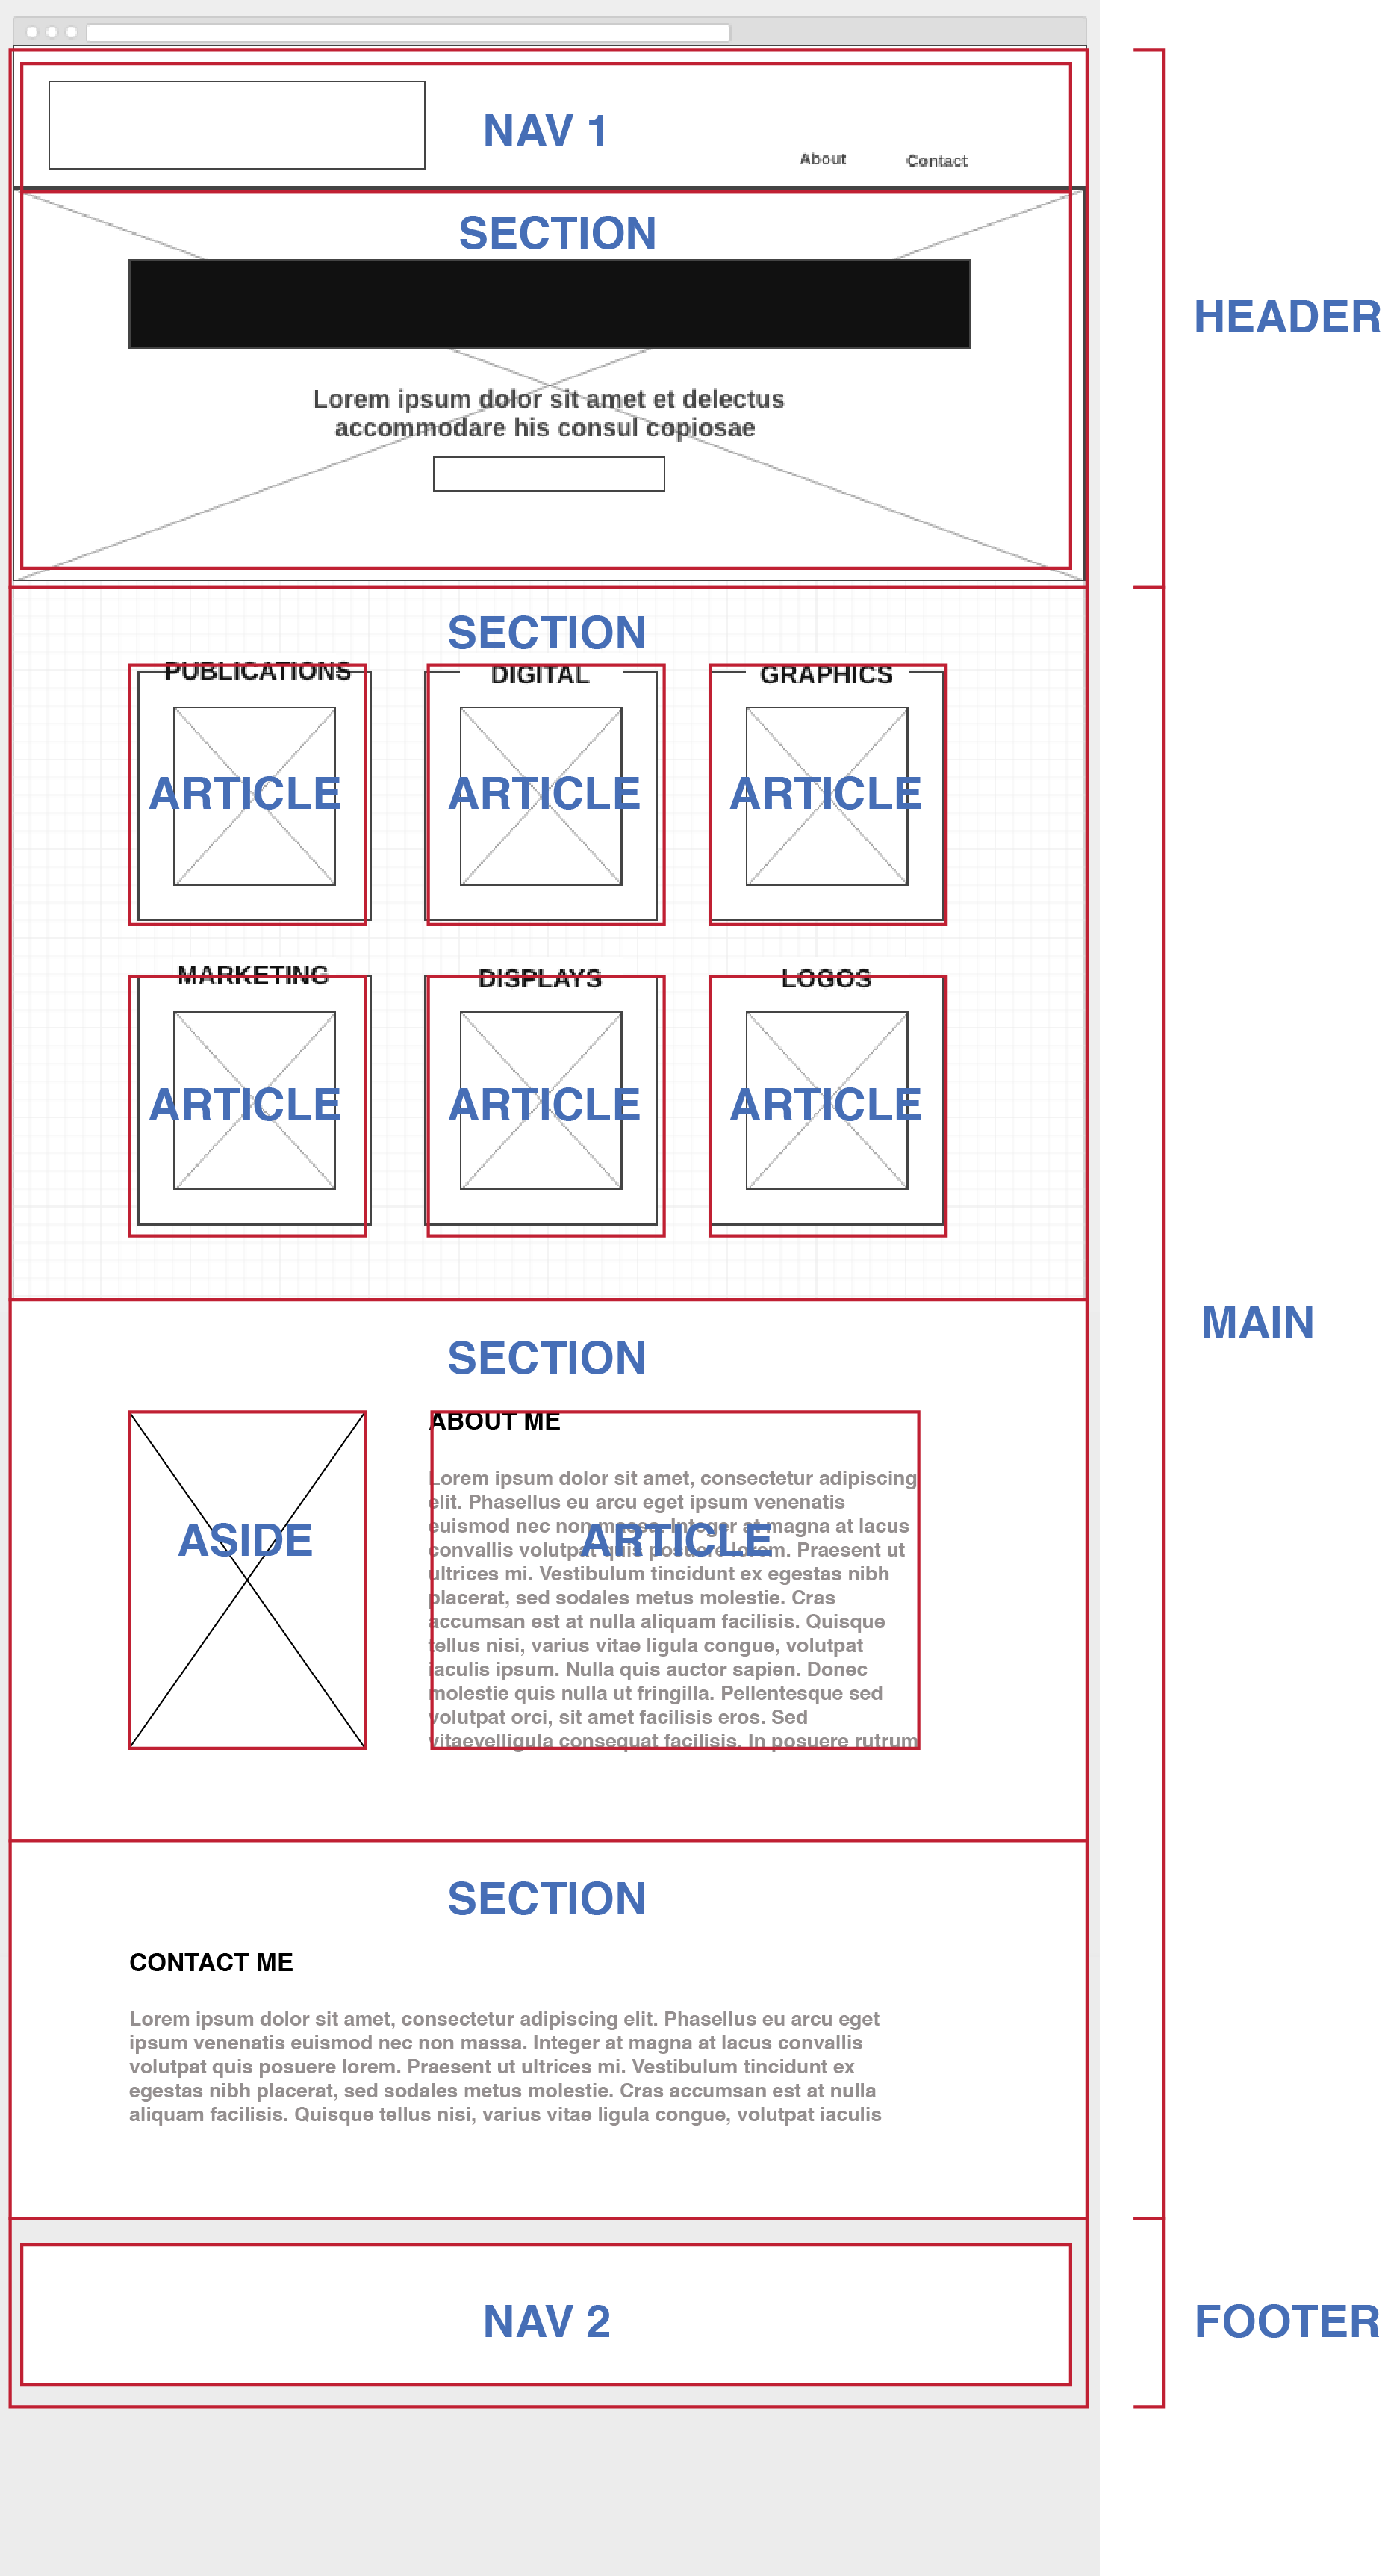 NAV 1
About
Contact
SECTION
HEADER
Lorem ipsum dolor sit amet et delectus
accommodare his consul copiosae
SECTION
PUBLICATIONS
DIGITAL
GRAPHICS
ARTICLE
ARTICLE
ARTICLE
MARKETING
DISPLAYS
LOGOS
ARTICLE
ARTICLE
ARTICLE
MAIN
SECTION
ASIDE
ABOUT ME
Lorem ipsum dolor sit amet, consectetur adipiscing
elit. Phasellus eu arcu eget ipsum venenatis
euismod nec non massa. Integer at magna at lacus
convallis volutpat quis posuere lorem. Praesent ut
ultrices mi. Vestibulum tincidunt ex egestas nibh
placerat, sed sodales metus molestie. Cras
accumsan est at nulla aliquam facilisis. Quisque
tellus nisi, varius vitae ligula congue, volutpat
iaculis ipsum. Nulla quis auctor sapien. Donec
molestie quis nulla ut fringilla. Pellentesque sed
volutpat orci, sit amet facilisis eros. Sed
vitaevelligula consequat facilisis. In posuere rutrum
ARTICLE
SECTION
CONTACT ME
Lorem ipsum dolor sit amet, consectetur adipiscing elit. Phasellus eu arcu eget
ipsum venenatis euismod nec non massa. Integer at magna at lacus convallis
volutpat quis posuere lorem. Praesent ut ultrices mi. Vestibulum tincidunt ex
egestas nibh placerat, sed sodales metus molestie. Cras accumsan est at nulla
aliquam facilisis. Quisque tellus nisi, varius vitae ligula congue, volutpat iaculis
NAV 2
FOOTER